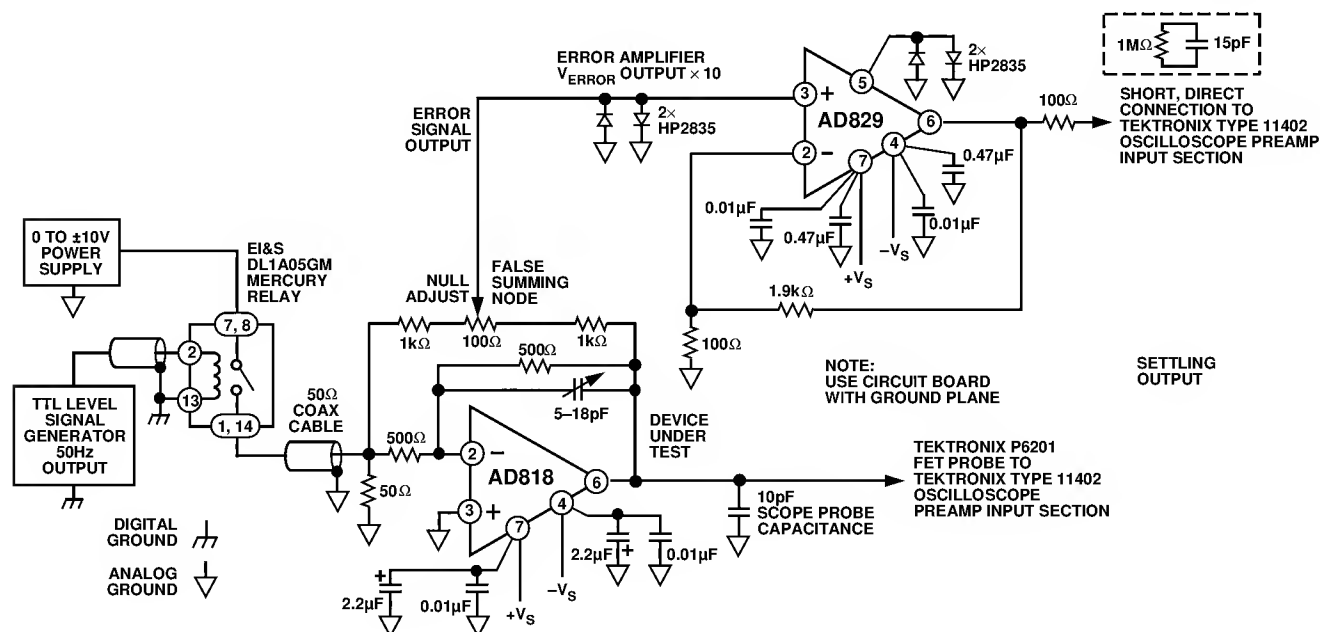 ERROR AMPLIFIER
VERROR OUTPUT × 10
ERROR
SIGNAL
OUTPUT
2×
HP2835
3
+
2
−
AD829
5
6
4
7
2×
HP2835
1MΩ
15pF
100Ω
SHORT, DIRECT
CONNECTION TO
TEKTRONIX TYPE 11402
OSCILLOSCOPE PREAMP
INPUT SECTION
0.47µF
0.01µF
0.47µF
0.01µF
−VS
+VS
1.9kΩ
100Ω
0 TO ±10V
POWER
SUPPLY
EI&S
DL1A05GM
MERCURY
RELAY
7, 8
2
13
1, 14
TTL LEVEL
SIGNAL
GENERATOR
50Hz
OUTPUT
50Ω
COAX
CABLE
NULL
ADJUST
FALSE
SUMMING
NODE
1kΩ
100Ω
1kΩ
500Ω
5–18pF
500Ω
50Ω
2
−
3
+
AD818
6
4
7
DEVICE
UNDER
TEST
NOTE:
USE CIRCUIT BOARD
WITH GROUND PLANE
SETTLING
OUTPUT
TEKTRONIX P6201
FET PROBE TO
TEKTRONIX TYPE 11402
OSCILLOSCOPE
PREAMP INPUT SECTION
10pF
SCOPE PROBE
CAPACITANCE
2.2µF
+
0.01µF
+
2.2µF
0.01µF
+VS
−VS
DIGITAL
GROUND
ANALOG
GROUND